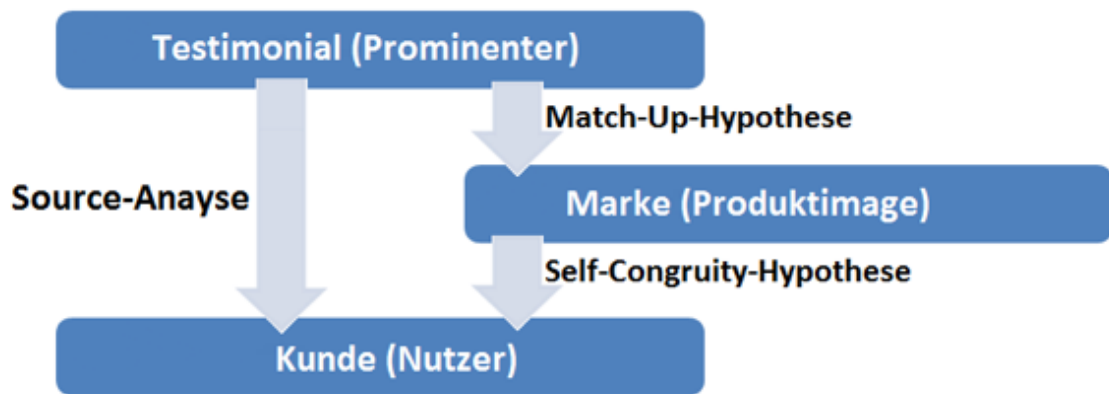 Testimonial (Prominenter)
Match-Up-Hypothese
Source-Anayse
Marke (Produktimage)
Self-Congruity-Hypothese
Kunde (Nutzer)